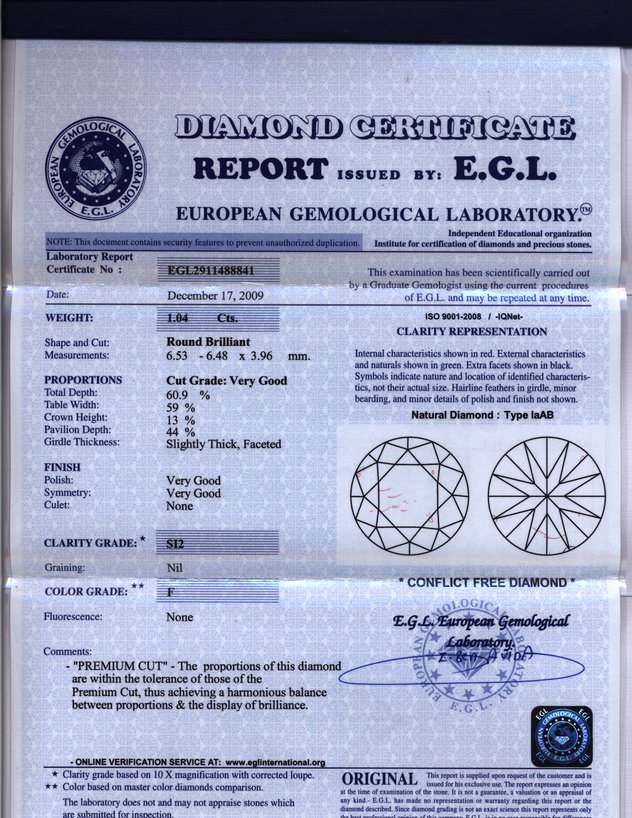 DIAMOND CERTIFICATE
REPORT ISSUED BY: E.G.L.
EUROPEAN GEMOLOGICAL LABORATORY E.G.L.
EUROPEAN GEMOLOGICAL LABORATORY.™
Independent Educational organization
Institute for certification of diamonds and precious stones.
NOTE: This document contains security features to prevent unauthorized duplication.
Laboratory Report
Certificate No : EGL2911488841
Date: December 17, 2009
WEIGHT: 1.04 Cts.
Shape and Cut: Round Brilliant
Measurements: 6.53 - 6.48 x 3.96 mm.
PROPORTIONS Cut Grade: Very Good
Total Depth: 60.9 %
Table Width: 59 %
Crown Height: 13 %
Pavilion Depth: 44 %
Girdle Thickness: Slightly Thick, Faceted
FINISH
Polish: Very Good
Symmetry: Very Good
Culet: None
CLARITY GRADE: ★ SI2
Graining: Nil
COLOR GRADE: ★★ F
Fluorescence: None
Comments:
- "PREMIUM CUT" - The proportions of this diamond
are within the tolerance of those of the
Premium Cut, thus achieving a harmonious balance
between proportions & the display of brilliance.
- ONLINE VERIFICATION SERVICE AT: www.eglinternational.org
★ Clarity grade based on 10 X magnification with corrected loupe.
★★ Color based on master color diamonds comparison.
The laboratory does not and may not appraise stones which
are submitted for inspection.
This examination has been scientifically carried out
by a Graduate Gemologist using the current procedures
of E.G.L. and may be repeated at any time.
ISO 9001-2008 / -IQNet-
CLARITY REPRESENTATION
Internal characteristics shown in red. External characteristics
and naturals shown in green. Extra facets shown in black.
Symbols indicate nature and location of identified characteris-
tics, not their actual size. Hairline feathers in girdle, minor
bearding, and minor details of polish and finish not shown.
Natural Diamond : Type IaAB
* CONFLICT FREE DIAMOND *
E.G.L. European Gemological
Laboratory.
EUROPEAN GEMOLOGICAL E.G.L.
EGL EGL
ORIGINAL
This report is supplied upon request of the customer and is
issued for his exclusive use. The report expresses an opinion
at the time of examination of the stone. It is not a guarantee, a valuation or an appraisal of
any kind.- E.G.L. has made no representation or warranty regarding this report or the
diamond described. Since diamond grading is not an exact science this report represents only
the best professional opinion of